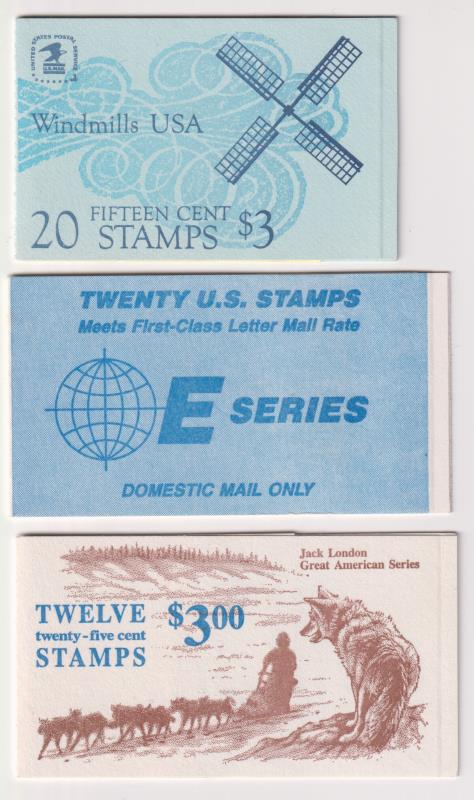 UNITED STATES POSTAL SERVICE
U.S. MAIL
Windmills USA
20 FIFTEEN CENT STAMPS $3
TWENTY U.S. STAMPS
Meets First-Class Letter Mail Rate
E SERIES
DOMESTIC MAIL ONLY
Jack London
Great American Series
TWELVE
twenty-five cent
STAMPS
$3.00